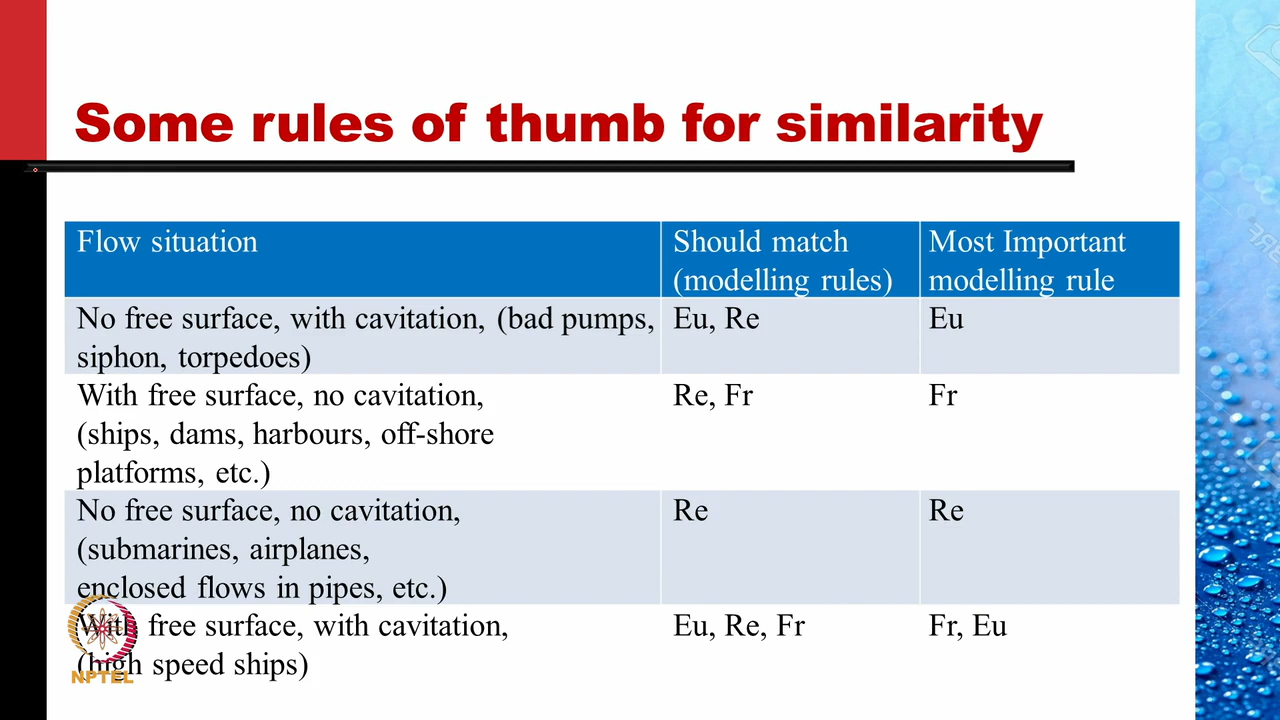 Some rules of thumb for similarity
Flow situation
Should match
(modelling rules)
Most Important
modelling rule
No free surface, with cavitation, (bad pumps,
siphon, torpedoes)
Eu, Re
Eu
With free surface, no cavitation,
(ships, dams, harbours, off-shore
platforms, etc.)
Re, Fr
Fr
No free surface, no cavitation,
(submarines, airplanes,
enclosed flows in pipes, etc.)
Re
Re
With free surface, with cavitation,
(high speed ships)
Eu, Re, Fr
Fr, Eu
NPTEL